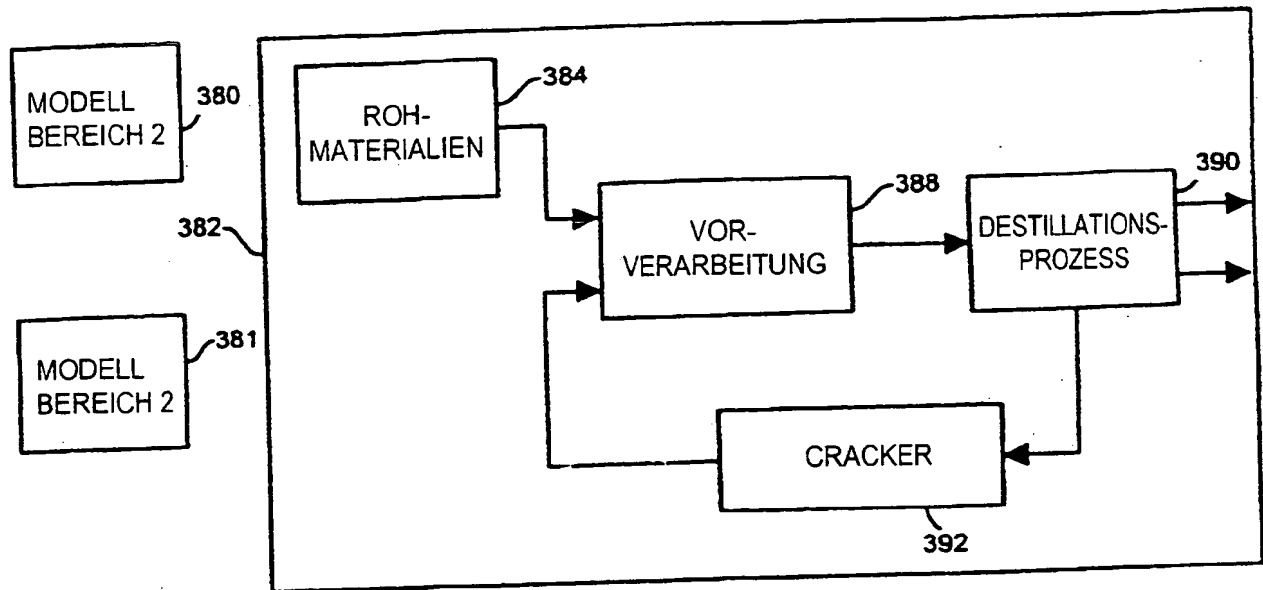 MODELL
BEREICH 2
380
382
MODELL
BEREICH 2
381
ROH-
MATERIALIEN
384
VOR-
VERARBEITUNG
388
DESTILLATIONS-
PROZESS
390
CRACKER
392